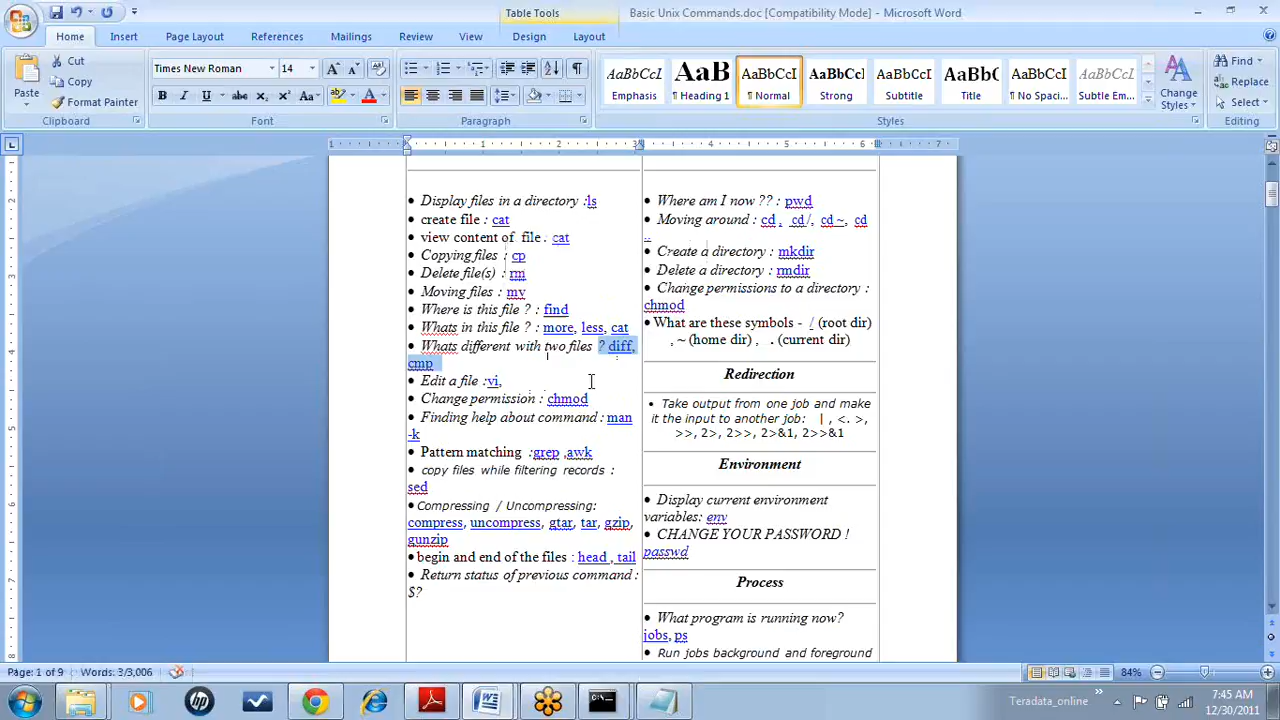 Table Tools
Basic Unix Commands.doc [Compatibility Mode] - Microsoft Word
Home Insert Page Layout References Mailings Review View Design Layout
Paste
Cut
Copy
Format Painter
Clipboard
Times New Roman 14
Font
Paragraph
AaBbCcI AaB AaBbCcI AaBbCcl AaBbCcI AaBbC AaBbCcI AaBbCcI
Emphasis ¶ Heading 1 ¶ Normal Strong Subtitle Title ¶ No Spaci... Subtle Em...
Change Styles
Styles
Find
Replace
Select
Editing
• Display files in a directory :ls
• create file : cat
• view content of file : cat
• Copying files : cp
• Delete file(s) : rm
• Moving files : mv
• Where is this file ? : find
• Whats in this file ? : more, less, cat
• Whats different with two files ? diff,
cmp
• Edit a file :vi,
• Change permission : chmod
• Finding help about command : man
-k
• Pattern matching :grep ,awk
• copy files while filtering records :
sed
• Compressing / Uncompressing:
compress, uncompress, gtar, tar, gzip,
gunzip
• begin and end of the files : head , tail
• Return status of previous command :
$?
• Where am I now ?? : pwd
• Moving around : cd , cd /, cd ~, cd
..
• Create a directory : mkdir
• Delete a directory : rmdir
• Change permissions to a directory :
chmod
• What are these symbols - / (root dir)
, ~ (home dir) , . (current dir)
Redirection
• Take output from one job and make
it the input to another job: | , <. >,
>>, 2>, 2>>, 2>&1, 2>>&1
Environment
• Display current environment
variables: env
• CHANGE YOUR PASSWORD !
passwd
Process
• What program is running now?
jobs, ps
• Run jobs background and foreground
Page: 1 of 9 Words: 3/3,006 84%
Teradata_online
7:45 AM
12/30/2011